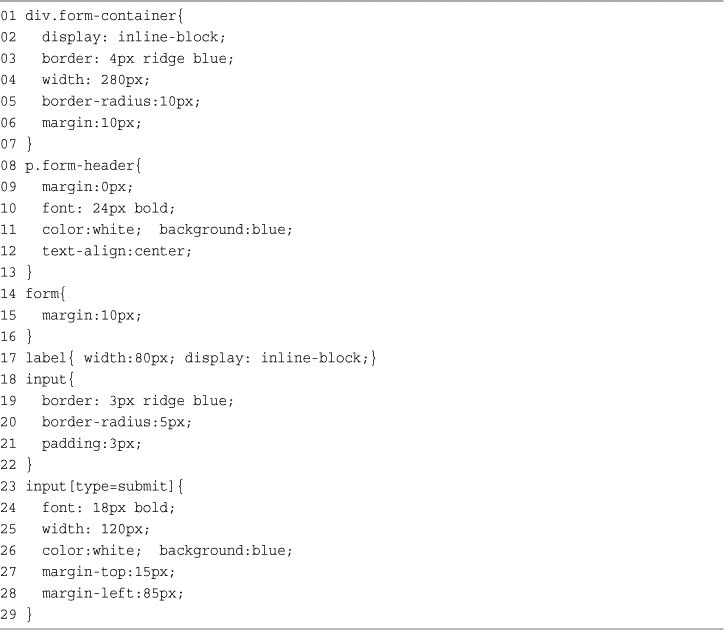 01 div.form-container{
02   display: inline-block;
03   border: 4px ridge blue;
04   width: 280px;
05   border-radius:10px;
06   margin:10px;
07 }
08 p.form-header{
09   margin:0px;
10   font: 24px bold;
11   color:white;  background:blue;
12   text-align:center;
13 }
14 form{
15   margin:10px;
16 }
17 label{ width:80px; display: inline-block;}
18 input{
19   border: 3px ridge blue;
20   border-radius:5px;
21   padding:3px;
22 }
23 input[type=submit]{
24   font: 18px bold;
25   width: 120px;
26   color:white;  background:blue;
27   margin-top:15px;
28   margin-left:85px;
29 }